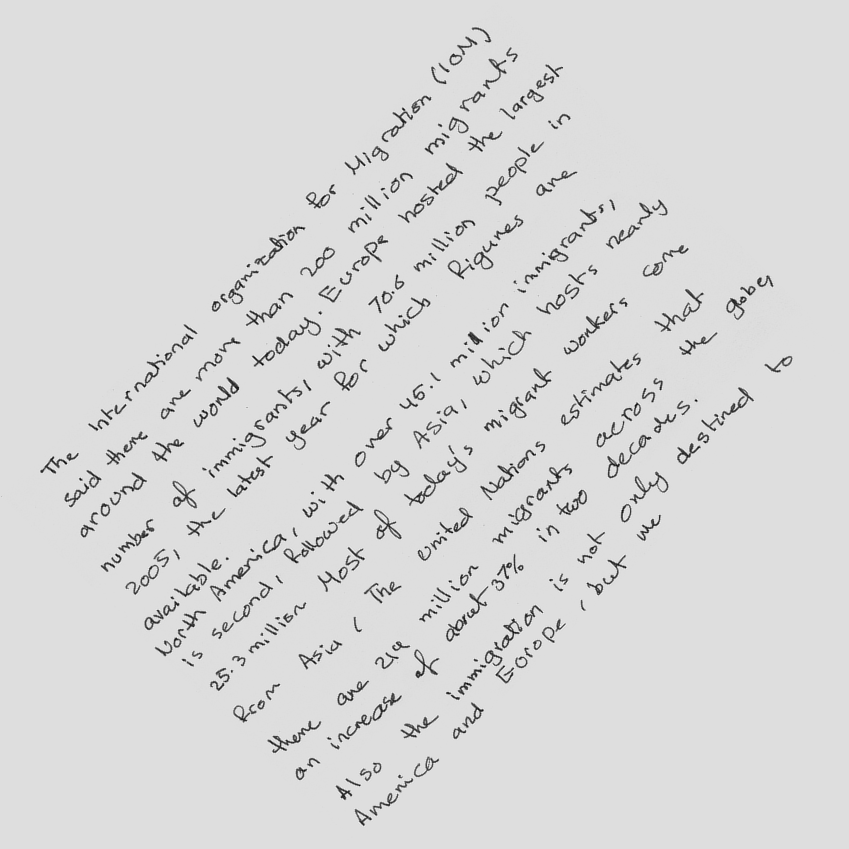 The International organization for Migration (IOM)
said there are more than 200 million migrants
around the world today. Europe hosted the largest
number of immigrants, with 70.6 million people in
2005, the latest year for which figures are
available.
North America, with over 45.1 million immigrants,
is second, followed by Asia, which hosts nearly
25.3 million Most of today's migrant workers come
from Asia ( The united Nations estimates that
there are 214 million migrants across the globe,
an increase of about 37% in two decades.
Also the immigration is not only destined to
America and Europe, but we